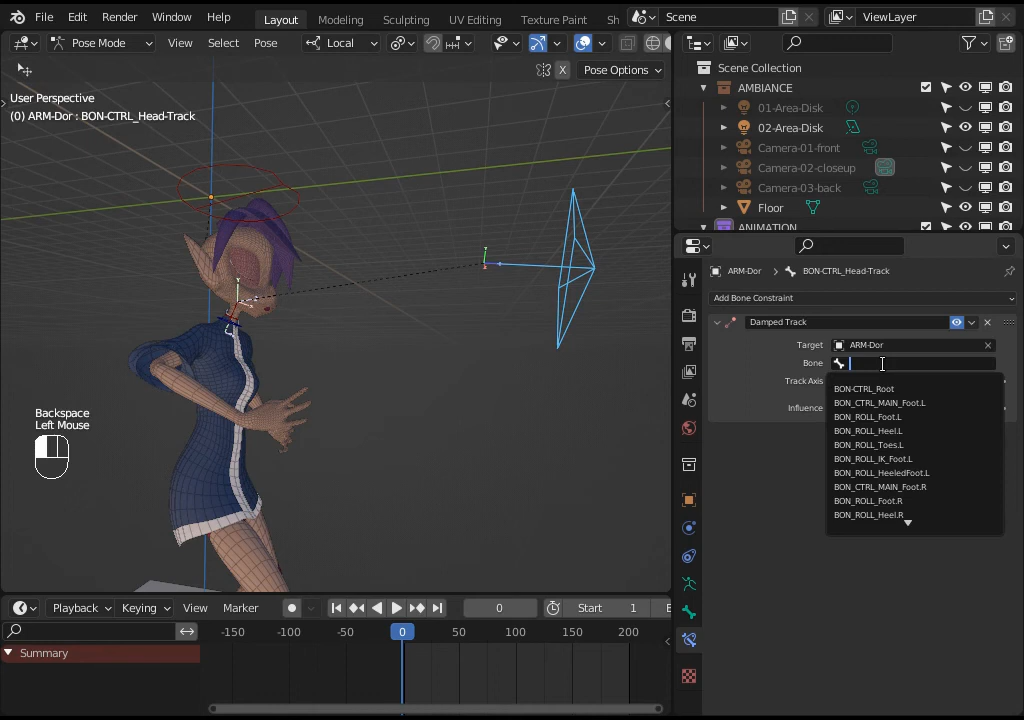 File Edit Render Window Help Layout Modeling Sculpting UV Editing Texture Paint Sh Scene ViewLayer
Pose Mode View Select Pose Local
X Pose Options
User Perspective
(0) ARM-Dor : BON-CTRL_Head-Track
Scene Collection
AMBIANCE
01-Area-Disk
02-Area-Disk
Camera-01-front
Camera-02-closeup
Camera-03-back
Floor
ANIMATION
ARM-Dor > BON-CTRL_Head-Track
Add Bone Constraint
Damped Track
Target ARM-Dor
Bone
Track Axis
Influence
BON-CTRL_Root
BON_CTRL_MAIN_Foot.L
BON_ROLL_Foot.L
BON_ROLL_Heel.L
BON_ROLL_Toes.L
BON_ROLL_IK_Foot.L
BON_ROLL_HeeledFoot.L
BON_CTRL_MAIN_Foot.R
BON_ROLL_Foot.R
BON_ROLL_Heel.R
Backspace
Left Mouse
Playback Keying View Marker 0 Start 1 E
-150 -100 -50 0 50 100 150 200
Summary